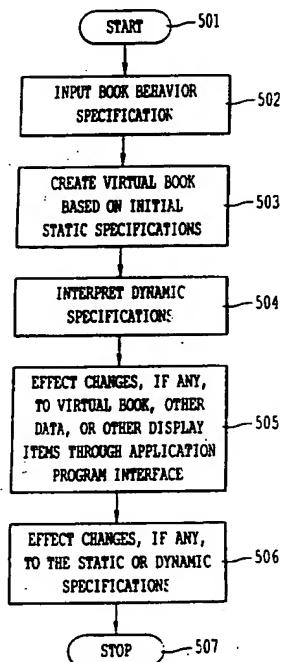 START
501
INPUT BOOK BEHAVIOR
SPECIFICATION
502
CREATE VIRTUAL BOOK
BASED ON INITIAL
STATIC SPECIFICATIONS
503
INTERPRET DYNAMIC
SPECIFICATIONS
504
EFFECT CHANGES, IF ANY,
TO VIRTUAL BOOK, OTHER
DATA, OR OTHER DISPLAY
ITEMS THROUGH APPLICATION
PROGRAM INTERFACE
505
EFFECT CHANGES, IF ANY,
TO THE STATIC OR DYNAMIC
SPECIFICATIONS
506
STOP
507